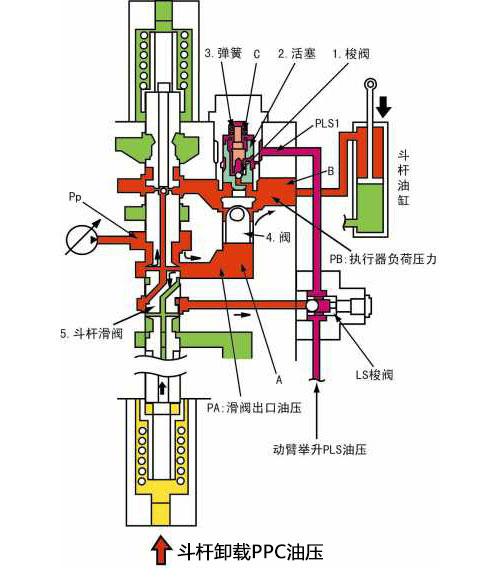 3.弹簧 C 2.活塞 1.梭阀
PLS1
斗杆油缸
B
Pp
4.阀
PB:执行器负荷压力
5.斗杆滑阀
A
LS梭阀
PA:滑阀出口油压
动臂举升PLS油压
斗杆卸载PPC油压